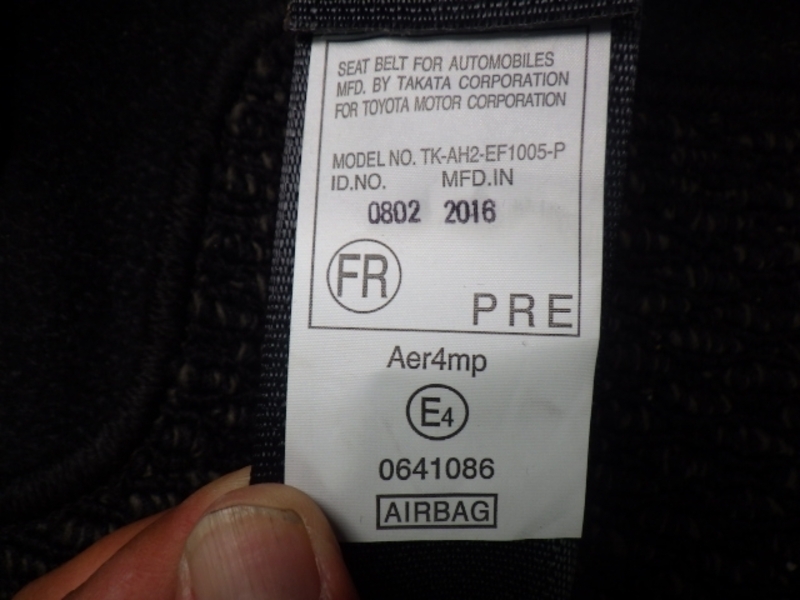 SEAT BELT FOR AUTOMOBILES
MFD. BY TAKATA CORPORATION
FOR TOYOTA MOTOR CORPORATION
MODEL NO. TK-AH2-EF1005-P
ID.NO. MFD.IN
0802 2016
FR
PRE
Aer4mp
E4
0641086
AIRBAG